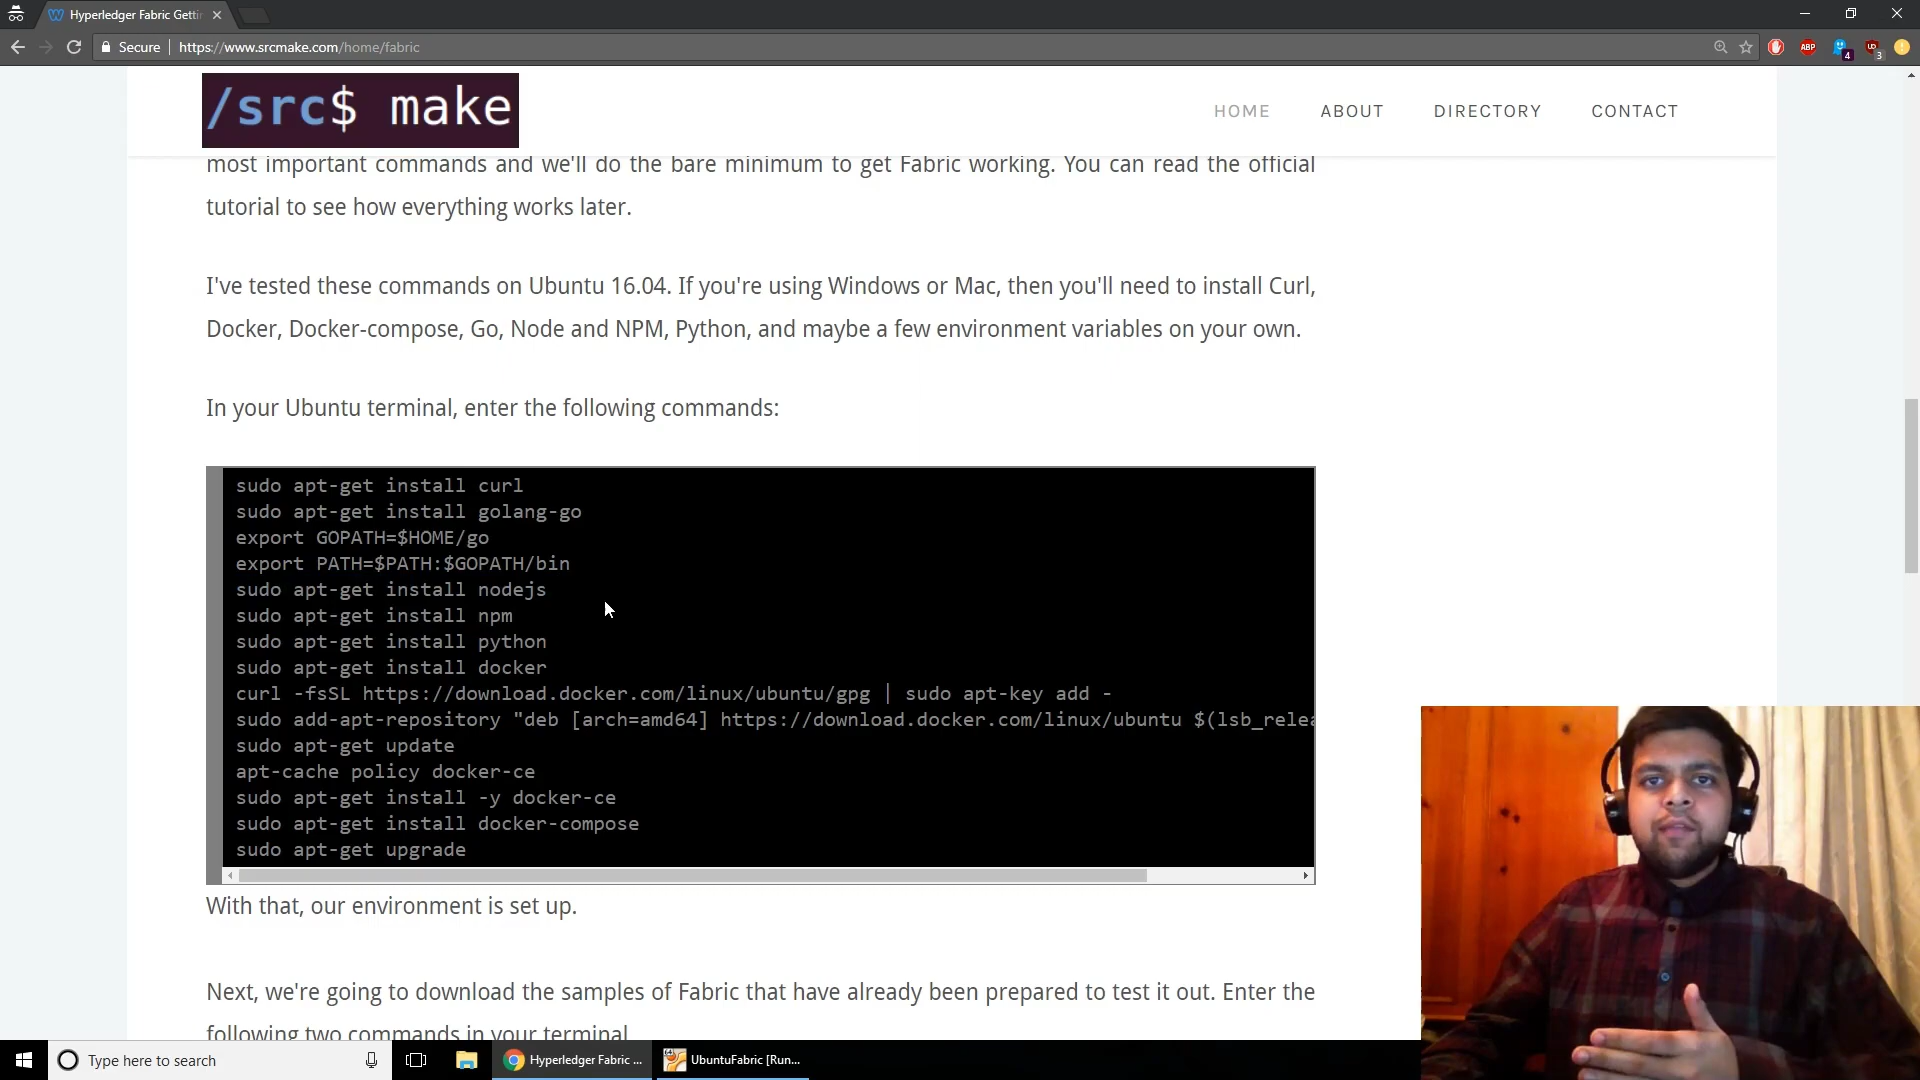 Hyperledger Fabric Getti
Secure
https://www.srcmake.com/home/fabric
ABP
4
3
/src$ make
HOME
ABOUT
DIRECTORY
CONTACT
most important commands and we'll do the bare minimum to get Fabric working. You can read the official
tutorial to see how everything works later.
I've tested these commands on Ubuntu 16.04. If you're using Windows or Mac, then you'll need to install Curl,
Docker, Docker-compose, Go, Node and NPM, Python, and maybe a few environment variables on your own.
In your Ubuntu terminal, enter the following commands:
sudo apt-get install curl
sudo apt-get install golang-go
export GOPATH=$HOME/go
export PATH=$PATH:$GOPATH/bin
sudo apt-get install nodejs
sudo apt-get install npm
sudo apt-get install python
sudo apt-get install docker
curl -fsSL https://download.docker.com/linux/ubuntu/gpg | sudo apt-key add -
sudo add-apt-repository "deb [arch=amd64] https://download.docker.com/linux/ubuntu $(lsb_relea
sudo apt-get update
apt-cache policy docker-ce
sudo apt-get install -y docker-ce
sudo apt-get install docker-compose
sudo apt-get upgrade
With that, our environment is set up.
Next, we're going to download the samples of Fabric that have already been prepared to test it out. Enter the
following two commands in your terminal
Type here to search
Hyperledger Fabric ...
UbuntuFabric [Run...